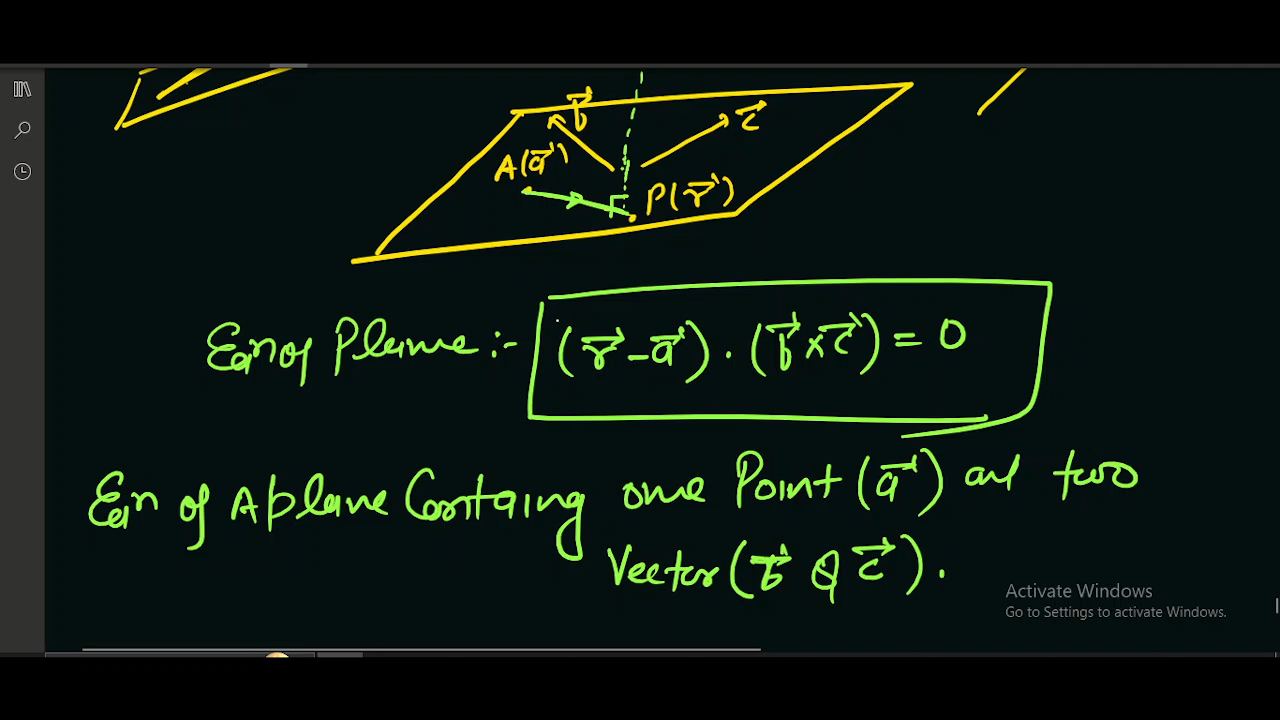 b⃗ c⃗
A(a⃗)
P(r⃗)
Eqn of Plane :- (r⃗ - a⃗) . (b⃗ × c⃗) = 0
Eqn of A plane Containg one Point (a⃗) and two
Vector (b⃗ & c⃗).
Activate Windows
Go to Settings to activate Windows.